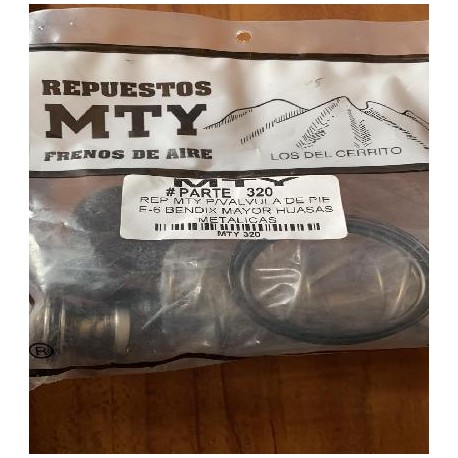 REPUESTOS
MTY
FRENOS DE AIRE
LOS DEL CERRITO
MTY
# PARTE 320
REP MTY P/VALVULA DE PIE
E-6 BENDIX MAYOR HUASAS
METALICAS
MTY 320
®